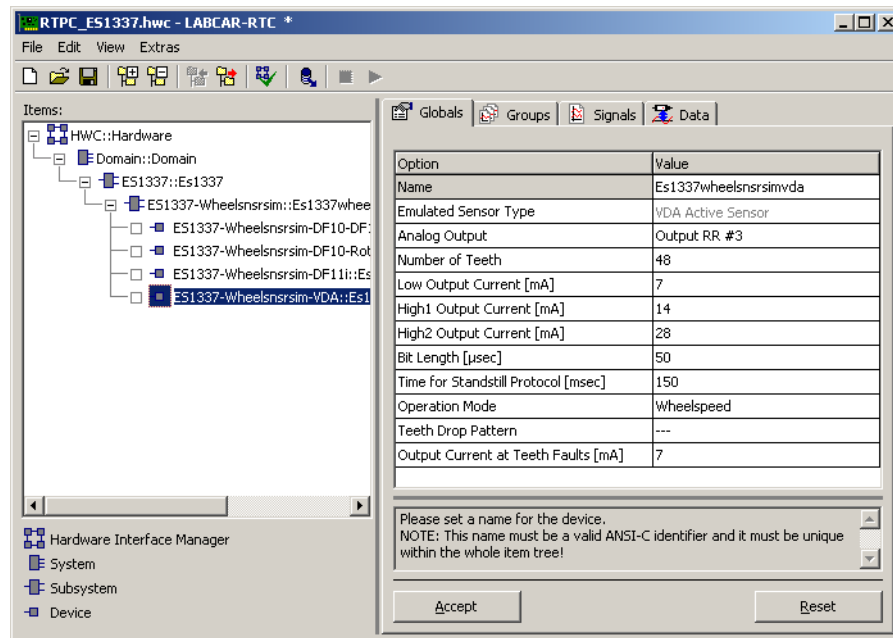 RTPC_ES1337.hwc - LABCAR-RTC *
File Edit View Extras
Items:
HWC::Hardware
Domain::Domain
ES1337::Es1337
ES1337-Wheelsnsrsim::Es1337whee
ES1337-Wheelsnsrsim-DF10-DF1
ES1337-Wheelsnsrsim-DF10-Rot
ES1337-Wheelsnsrsim-DF11i::Es
ES1337-Wheelsnsrsim-VDA::Es1
Hardware Interface Manager
System
Subsystem
Device
Globals Groups Signals Data
Option Value
Name Es1337wheelsnsrsimvda
Emulated Sensor Type VDA Active Sensor
Analog Output Output RR #3
Number of Teeth 48
Low Output Current [mA] 7
High1 Output Current [mA] 14
High2 Output Current [mA] 28
Bit Length [µsec] 50
Time for Standstill Protocol [msec] 150
Operation Mode Wheelspeed
Teeth Drop Pattern ---
Output Current at Teeth Faults [mA] 7
Please set a name for the device.
NOTE: This name must be a valid ANSI-C identifier and it must be unique
within the whole item tree!
Accept Reset